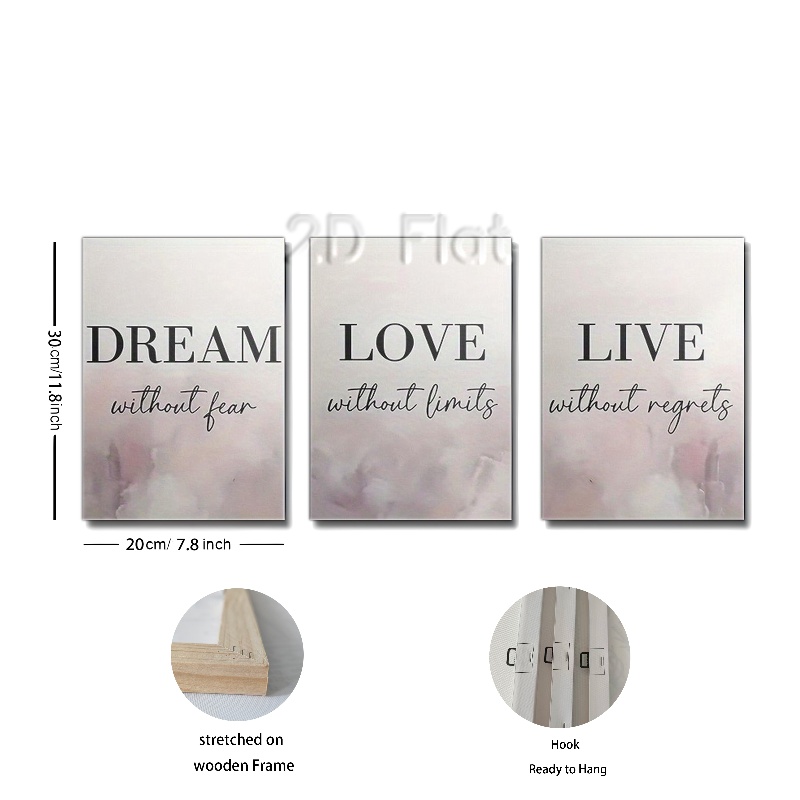 2D Flat
DREAM
without fear
LOVE
without limits
LIVE
without regrets
30cm/11.8inch
20cm/ 7.8 inch
stretched on
wooden Frame
Hook
Ready to Hang